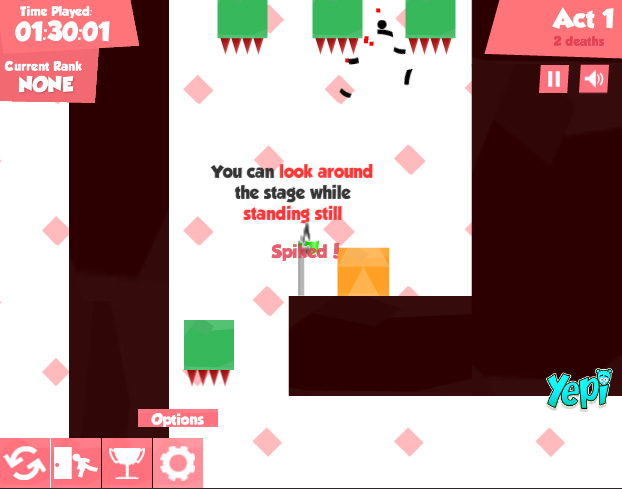 Time Played:
01:30:01
Act 1
2 deaths
Current Rank
NONE
You can look around
the stage while
standing still
Spiked !
Yepi
Options